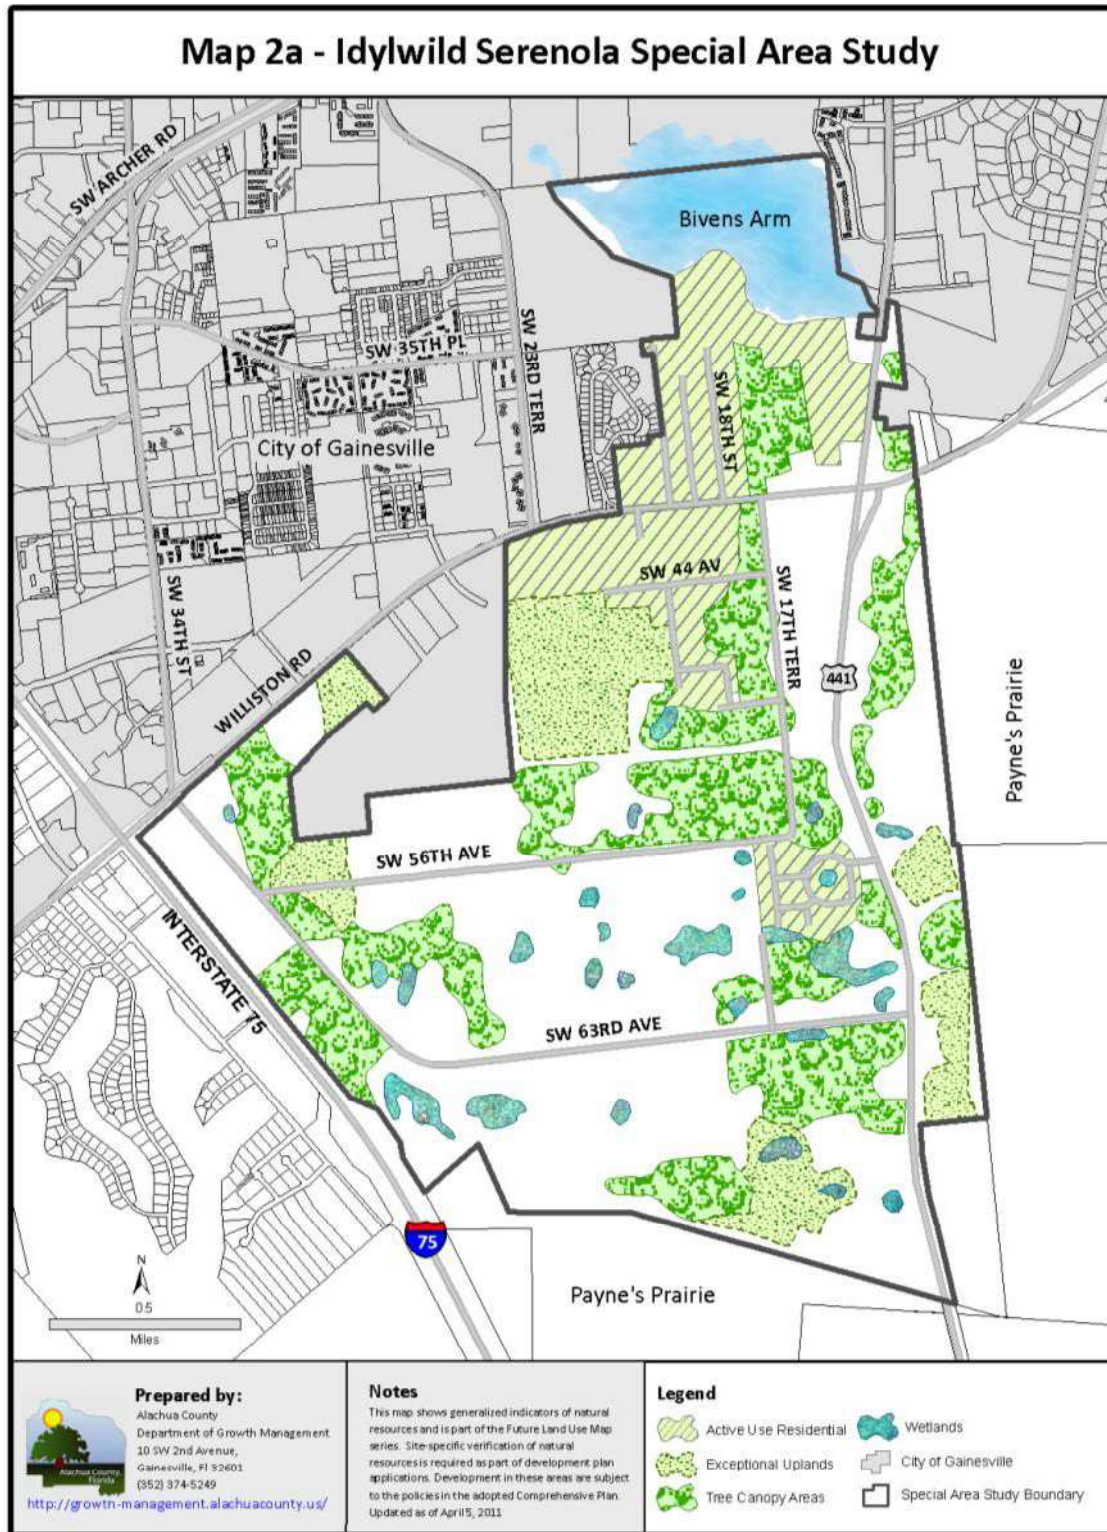 Map 2a - Idylwild Serenola Special Area Study
SW ARCHER RD
Bivens Arm
SW 35TH PL
SW 23RD TERR
SW 18TH ST
City of Gainesville
SW 44 AV
SW 34TH ST
SW 17TH TERR
WILLISTON RD
441
Payne's Prairie
SW 56TH AVE
INTERSTATE 75
SW 63RD AVE
75
N
0.5
Miles
Payne's Prairie
Prepared by:
Alachua County
Department of Growth Management
10 SW 2nd Avenue,
Gainesville, Fl 32601
(352) 374-5249
Alachua County,
Florida
http://growth-management.alachuacounty.us/
Notes
This map shows generalized indicators of natural
resources and is part of the Future Land Use Map
series. Site-specific verification of natural
resources is required as part of development plan
applications. Development in these areas are subject
to the policies in the adopted Comprehensive Plan.
Updated as of April 5, 2011
Legend
Active Use Residential
Wetlands
Exceptional Uplands
City of Gainesville
Tree Canopy Areas
Special Area Study Boundary